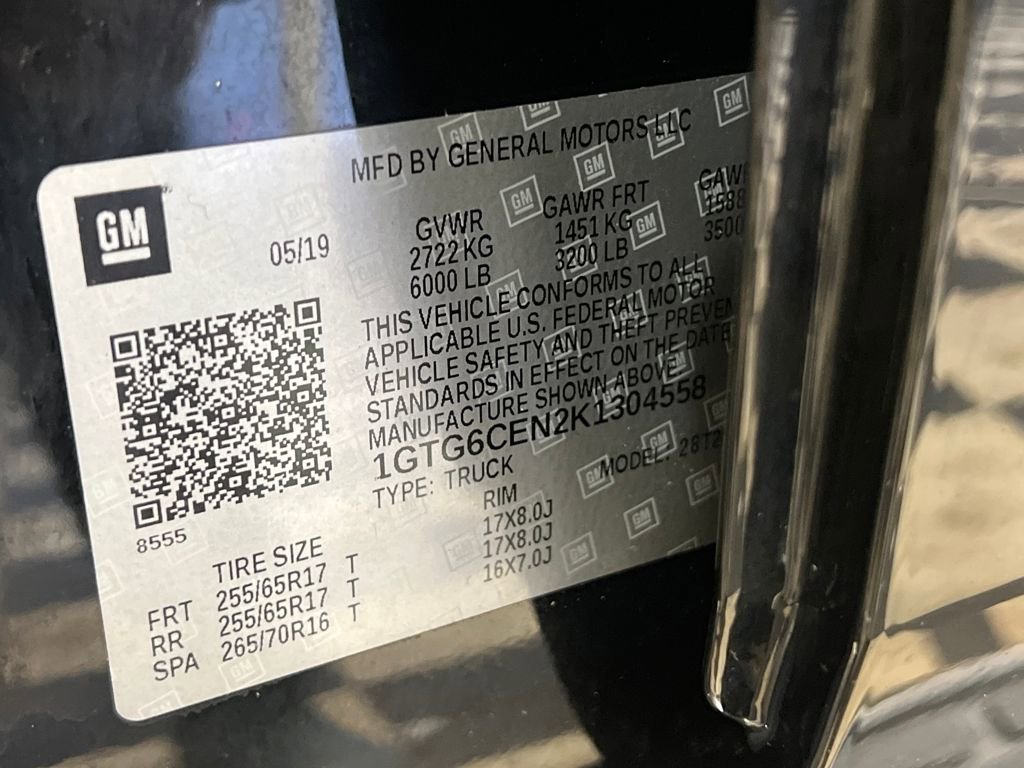 MFD BY GENERAL MOTORS LLC
GM
05/19
GVWR GAWR FRT
2722 KG 1451 KG 1588
6000 LB 3200 LB 3500
THIS VEHICLE CONFORMS TO ALL
APPLICABLE U.S. FEDERAL MOTOR
VEHICLE SAFETY AND THEFT
STANDARDS IN EFFECT ON THE DATE
MANUFACTURE SHOWN ABOVE
1GTG6CEN2K1304558
TYPE: TRUCK MODEL:
8555
TIRE SIZE RIM
FRT 255/65R17 T 17X8.0J
RR 255/65R17 T 17X8.0J
SPA 265/70R16 T 16X7.0J